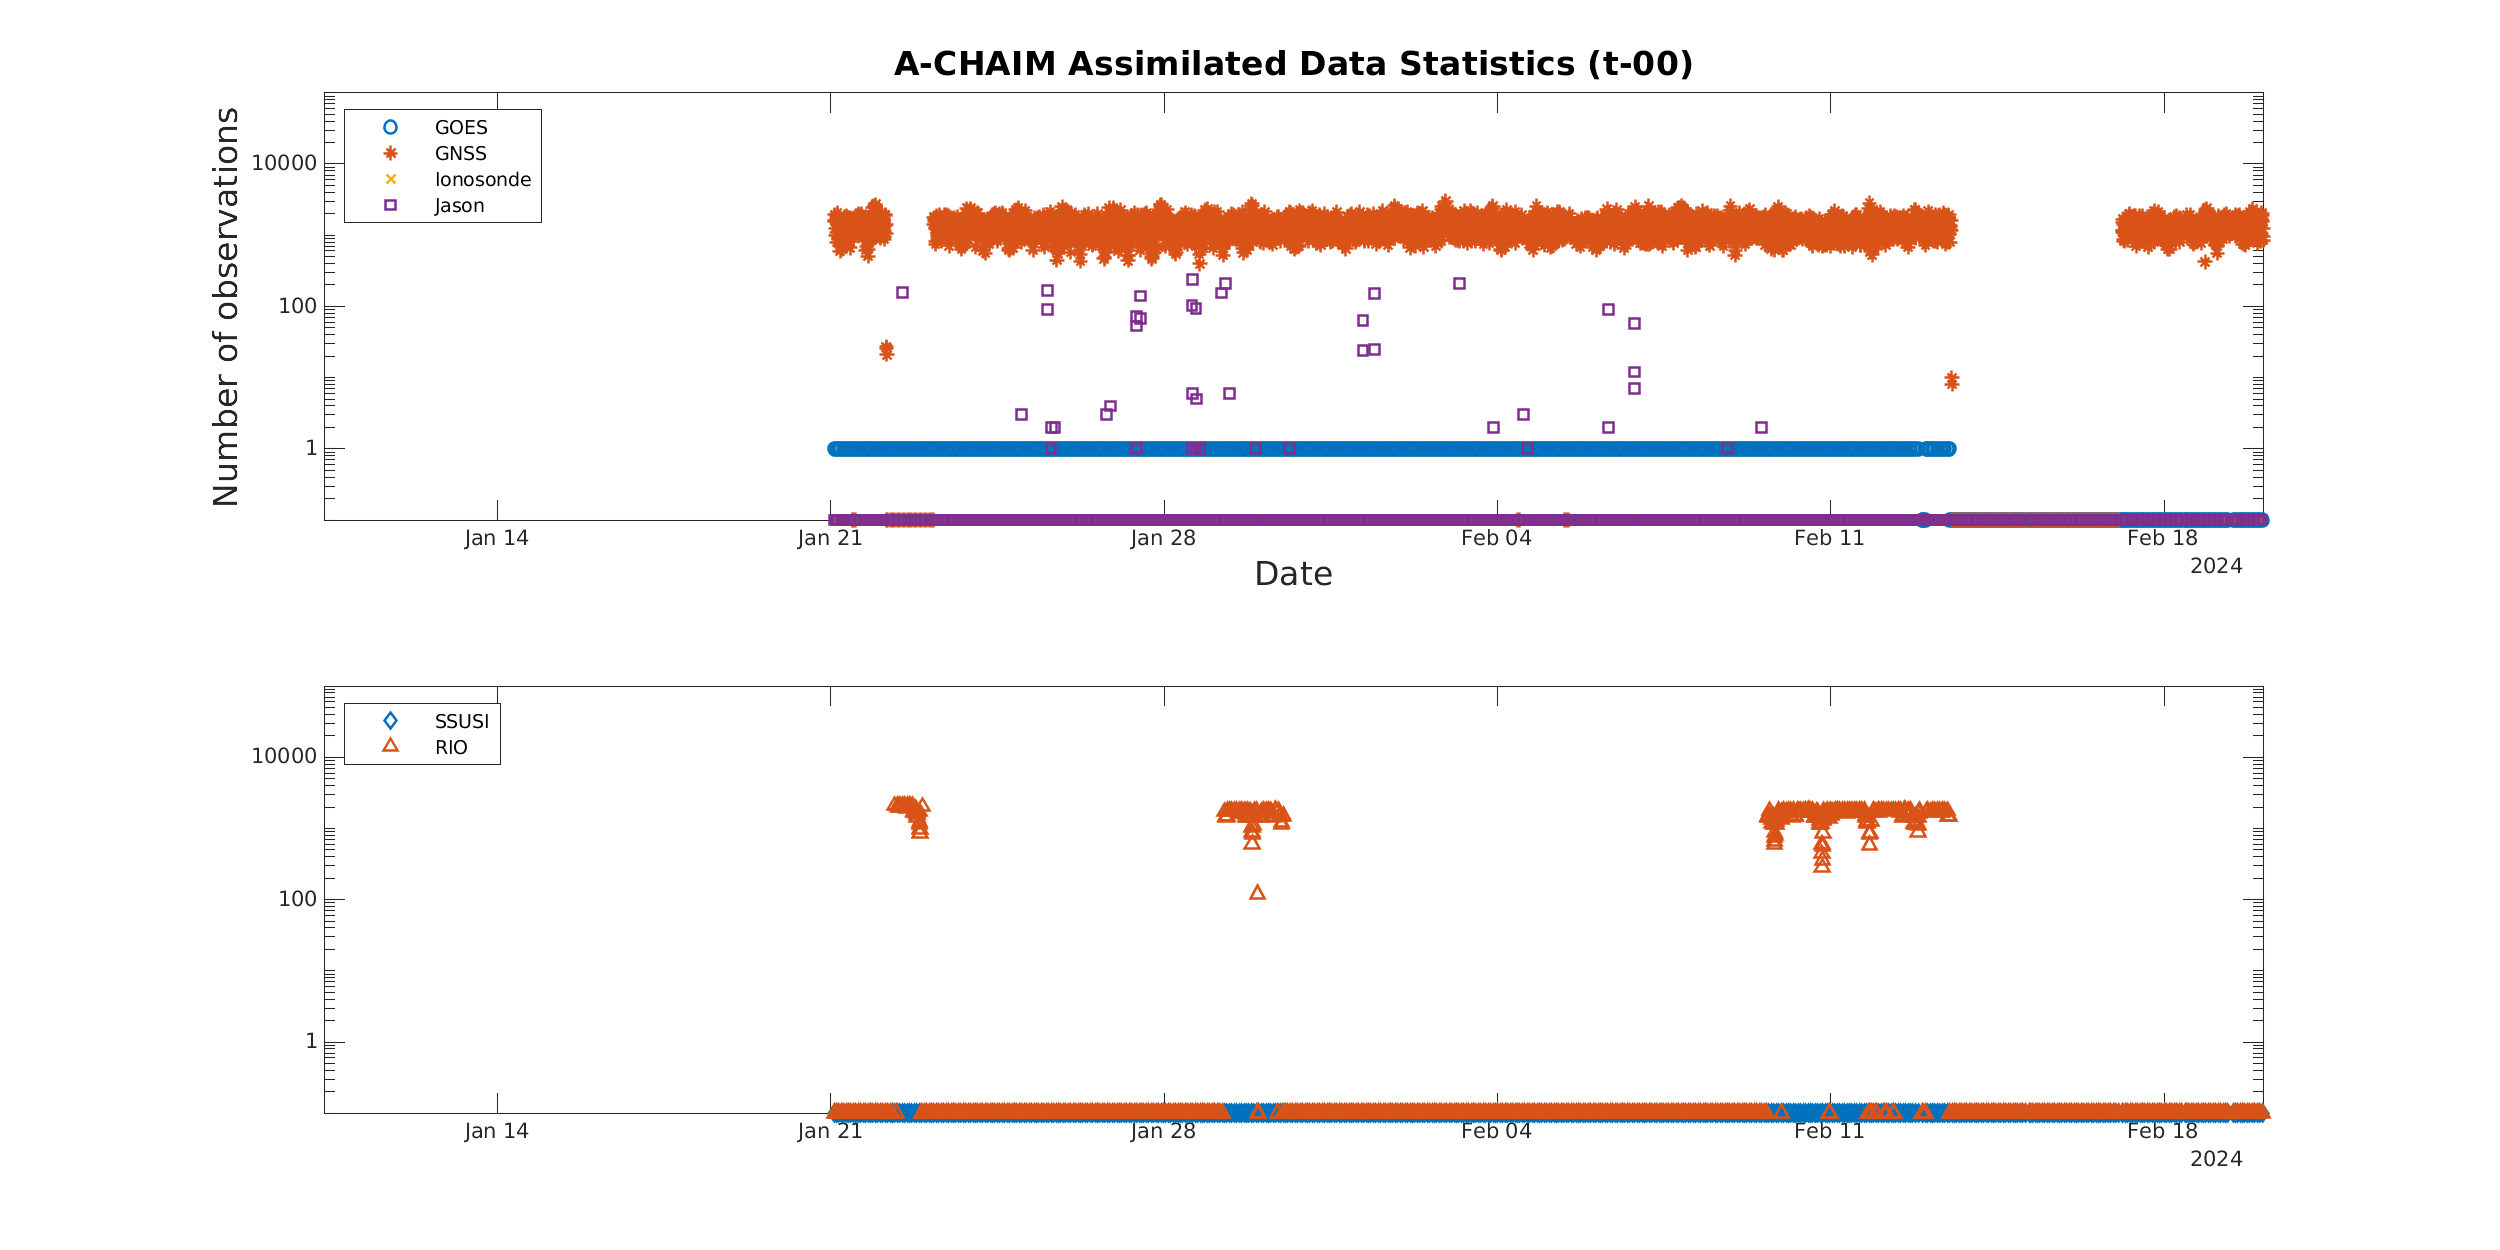 A-CHAIM Assimilated Data Statistics (t-00)
Number of observations
10000
100
1
GOES
GNSS
Ionosonde
Jason
Jan 14
Jan 21
Jan 28
Feb 04
Feb 11
Feb 18
2024
Date
10000
100
1
SSUSI
RIO
Jan 14
Jan 21
Jan 28
Feb 04
Feb 11
Feb 18
2024